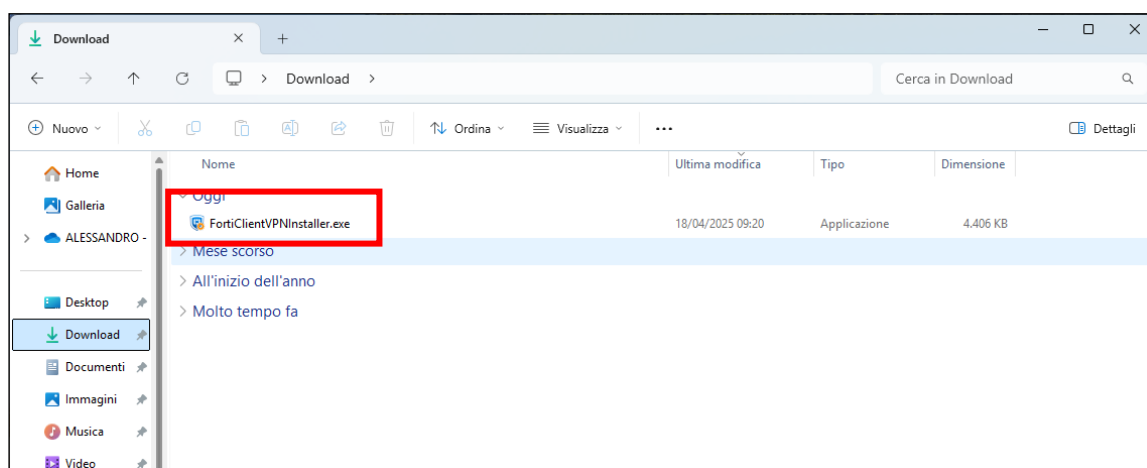 Download
Download
Cerca in Download
Nuovo
Ordina
Visualizza
Dettagli
Home
Galleria
ALESSANDRO -
Desktop
Download
Documenti
Immagini
Musica
Video
Nome Ultima modifica Tipo Dimensione
Oggi
FortiClientVPNInstaller.exe 18/04/2025 09:20 Applicazione 4.406 KB
Mese scorso
All'inizio dell'anno
Molto tempo fa